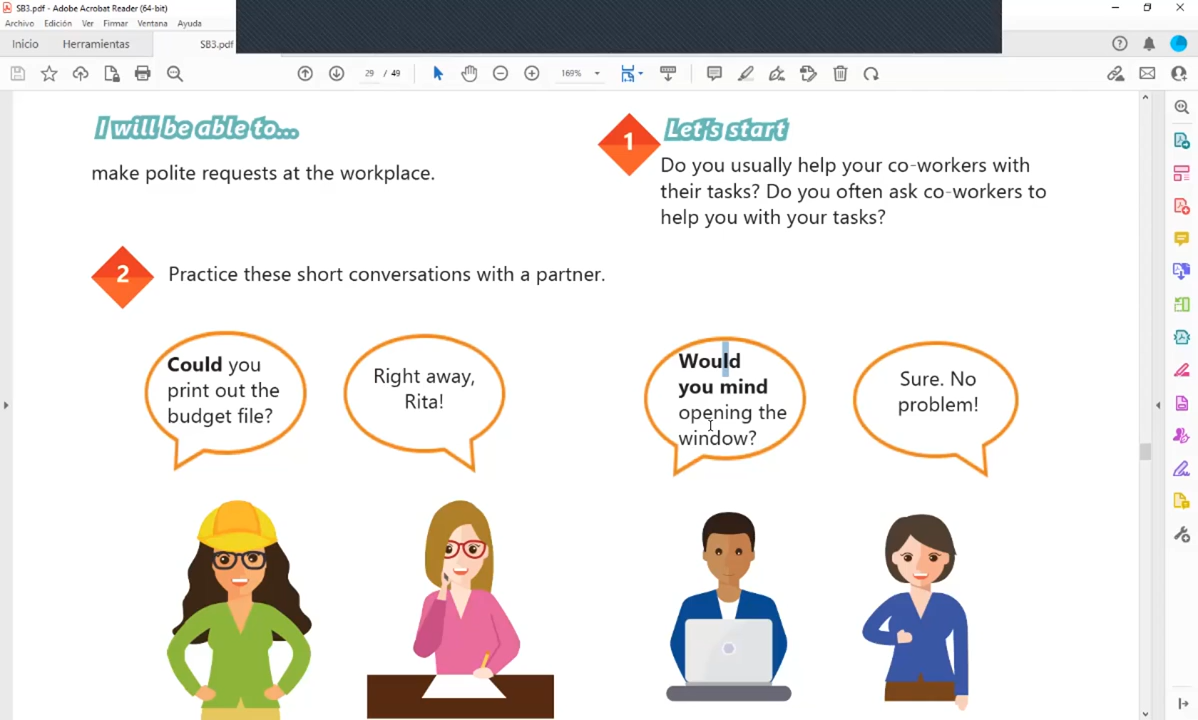 SB3.pdf - Adobe Acrobat Reader (64-bit)
Archivo Edición Ver Firmar Ventana Ayuda
Inicio Herramientas SB3.pdf
29 / 49 169%
I will be able to...
make polite requests at the workplace.
1 Let's start
Do you usually help your co-workers with
their tasks? Do you often ask co-workers to
help you with your tasks?
2 Practice these short conversations with a partner.
Could you
print out the
budget file?
Right away,
Rita!
Would
you mind
opening the
window?
Sure. No
problem!